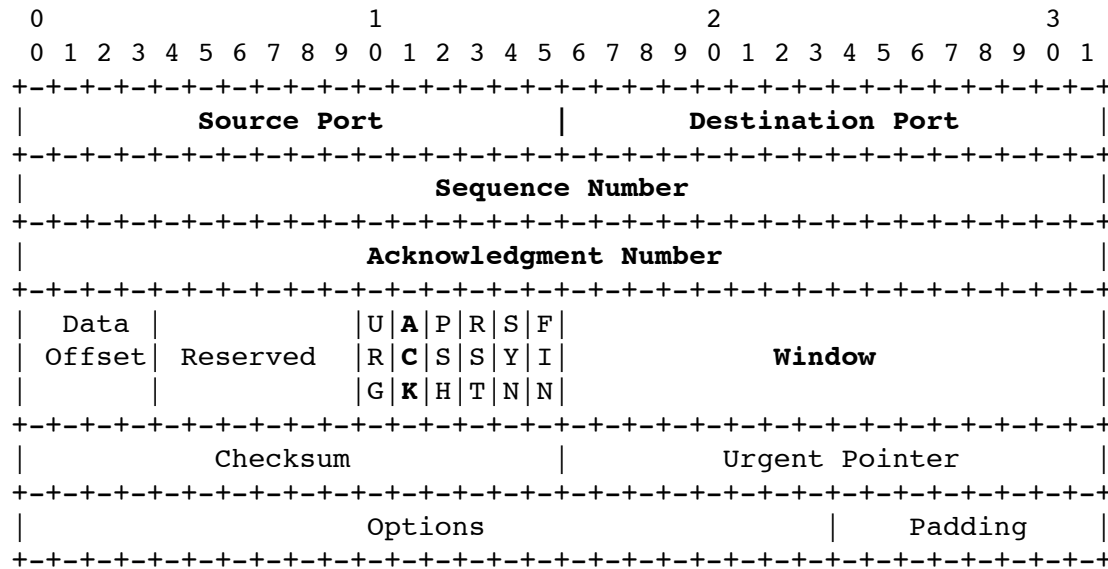 0                   1                   2                   3
 0 1 2 3 4 5 6 7 8 9 0 1 2 3 4 5 6 7 8 9 0 1 2 3 4 5 6 7 8 9 0 1
+-+-+-+-+-+-+-+-+-+-+-+-+-+-+-+-+-+-+-+-+-+-+-+-+-+-+-+-+-+-+-+-+
|          Source Port          |       Destination Port        |
+-+-+-+-+-+-+-+-+-+-+-+-+-+-+-+-+-+-+-+-+-+-+-+-+-+-+-+-+-+-+-+-+
|                        Sequence Number                        |
+-+-+-+-+-+-+-+-+-+-+-+-+-+-+-+-+-+-+-+-+-+-+-+-+-+-+-+-+-+-+-+-+
|                    Acknowledgment Number                      |
+-+-+-+-+-+-+-+-+-+-+-+-+-+-+-+-+-+-+-+-+-+-+-+-+-+-+-+-+-+-+-+-+
|  Data |           |U|A|P|R|S|F|                               |
| Offset| Reserved  |R|C|S|S|Y|I|            Window             |
|       |           |G|K|H|T|N|N|                               |
+-+-+-+-+-+-+-+-+-+-+-+-+-+-+-+-+-+-+-+-+-+-+-+-+-+-+-+-+-+-+-+-+
|           Checksum            |         Urgent Pointer        |
+-+-+-+-+-+-+-+-+-+-+-+-+-+-+-+-+-+-+-+-+-+-+-+-+-+-+-+-+-+-+-+-+
|                    Options                    |    Padding    |
+-+-+-+-+-+-+-+-+-+-+-+-+-+-+-+-+-+-+-+-+-+-+-+-+-+-+-+-+-+-+-+-+